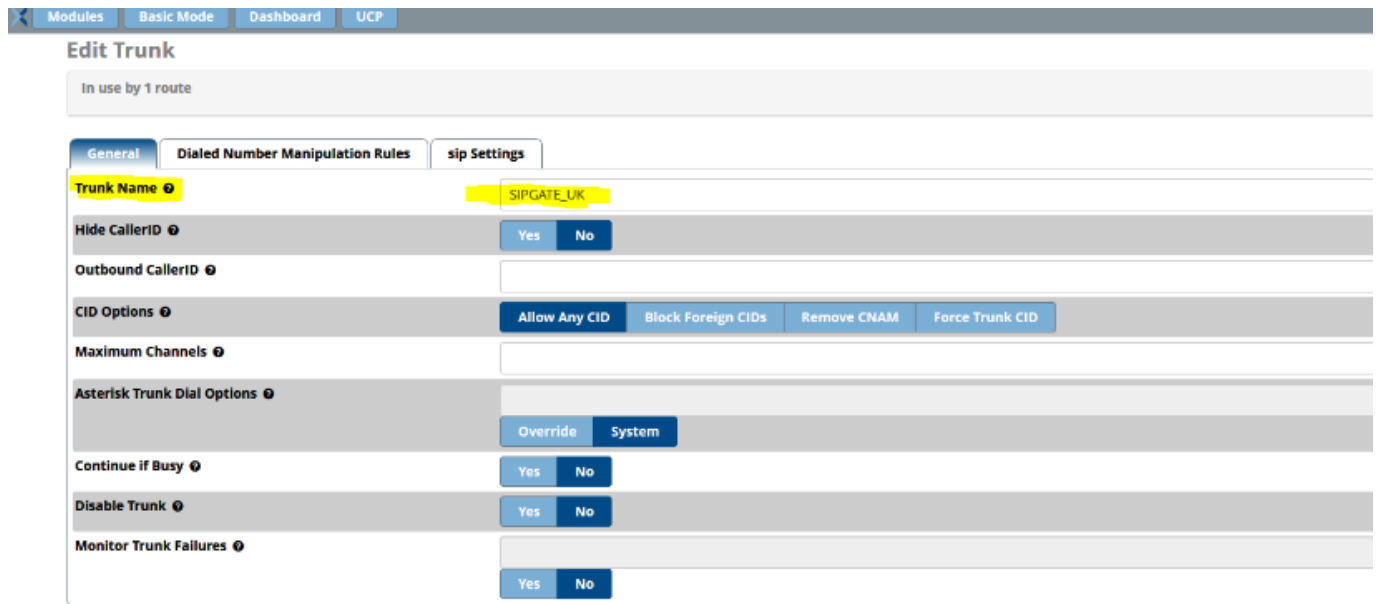 Modules Basic Mode Dashboard UCP
Edit Trunk
In use by 1 route
General Dialed Number Manipulation Rules sip Settings
Trunk Name SIPGATE_UK
Hide CallerID Yes No
Outbound CallerID
CID Options Allow Any CID Block Foreign CIDs Remove CNAM Force Trunk CID
Maximum Channels
Asterisk Trunk Dial Options
Override System
Continue if Busy Yes No
Disable Trunk Yes No
Monitor Trunk Failures
Yes No